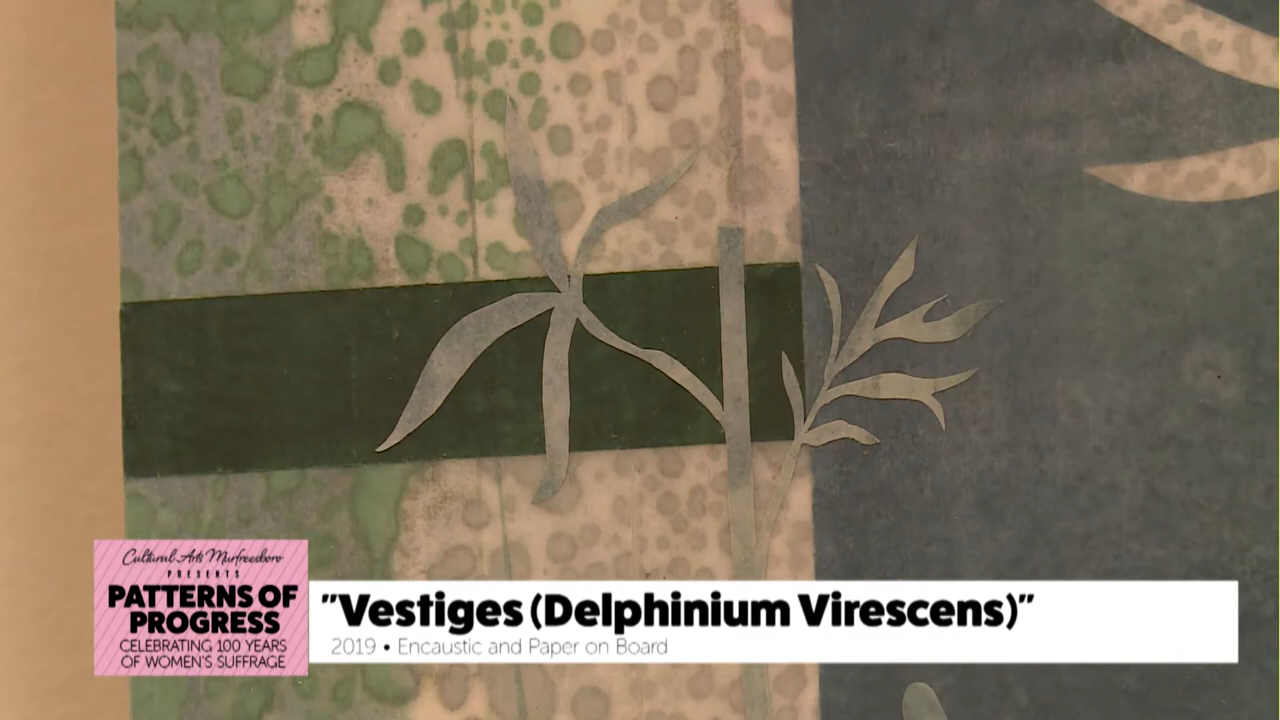 Cultural Arts Murfreesboro
PRESENTS
PATTERNS OF
PROGRESS
CELEBRATING 100 YEARS
OF WOMEN'S SUFFRAGE
"Vestiges (Delphinium Virescens)"
2019 • Encaustic and Paper on Board